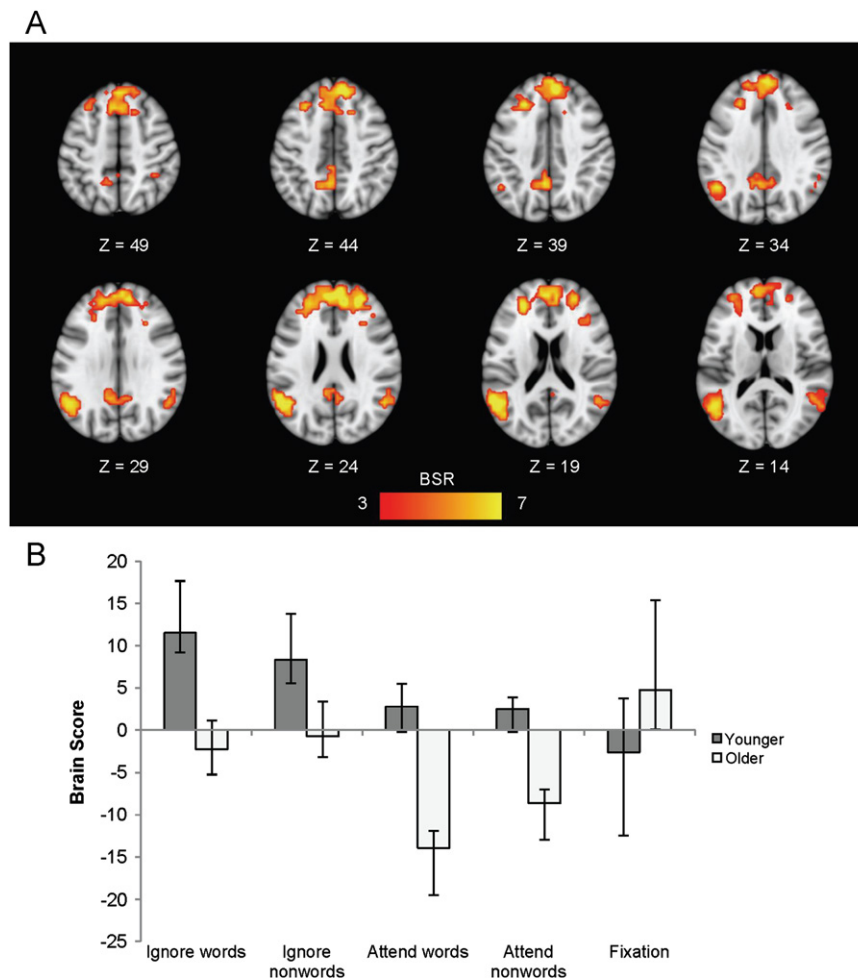 A
Z = 49 Z = 44 Z = 39 Z = 34
Z = 29 Z = 24 Z = 19 Z = 14
BSR
3 7
B
20
15
10
5
0
-5
-10
-15
-20
-25
Brain Score
Younger
Older
Ignore words Ignore nonwords Attend words Attend nonwords Fixation